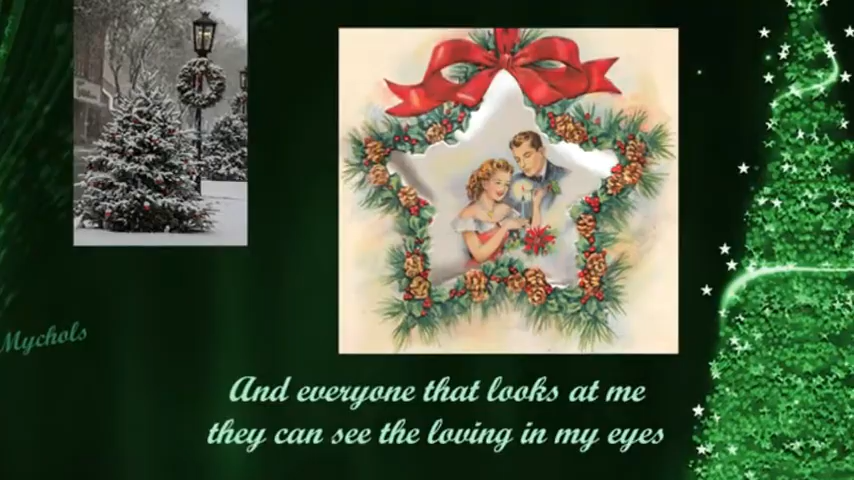 Mychols
And everyone that looks at me
they can see the loving in my eyes